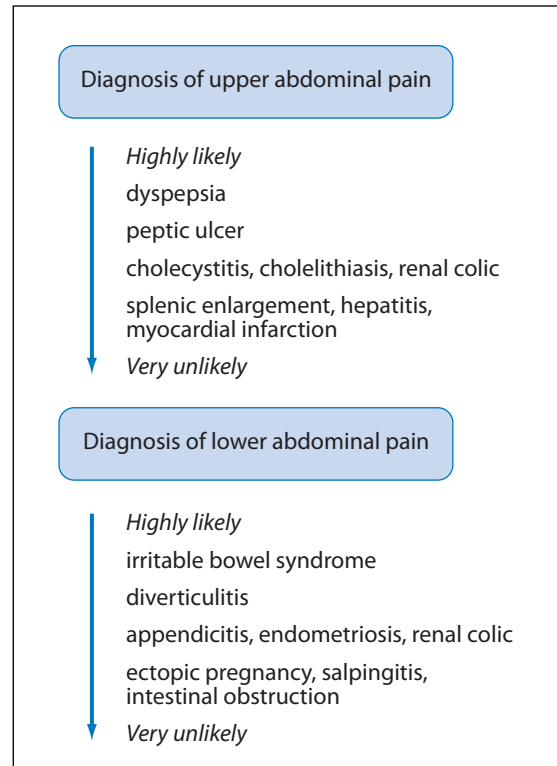 Diagnosis of upper abdominal pain
Highly likely
dyspepsia
peptic ulcer
cholecystitis, cholelithiasis, renal colic
splenic enlargement, hepatitis,
myocardial infarction
Very unlikely
Diagnosis of lower abdominal pain
Highly likely
irritable bowel syndrome
diverticulitis
appendicitis, endometriosis, renal colic
ectopic pregnancy, salpingitis,
intestinal obstruction
Very unlikely